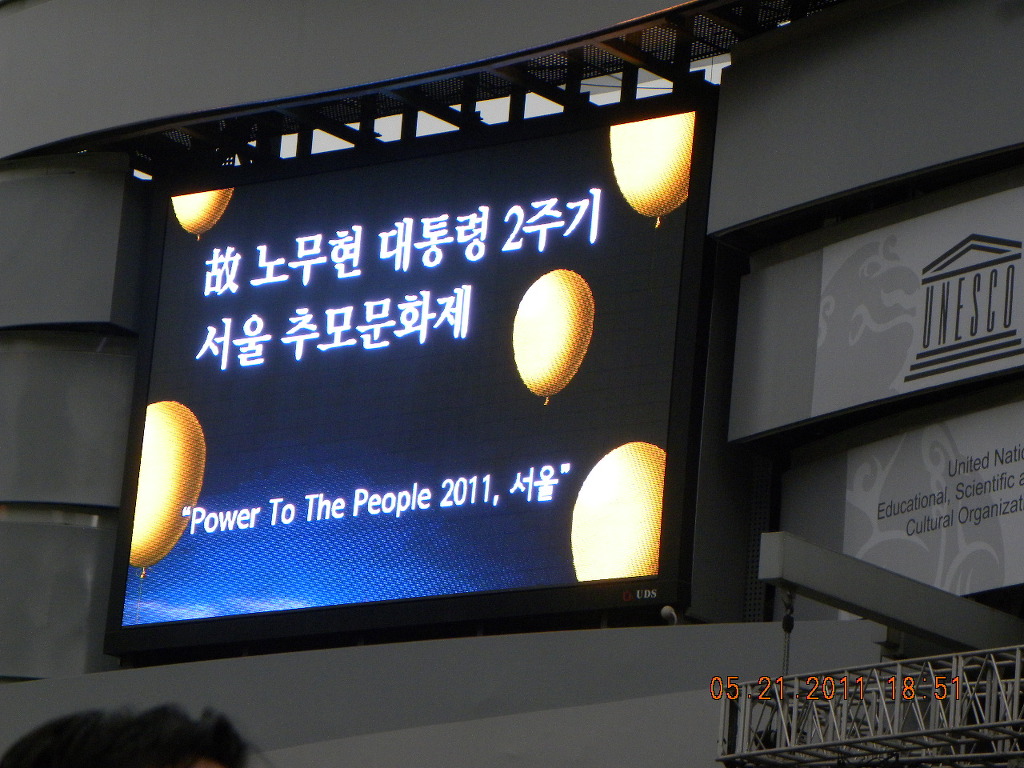 故 노무현 대통령 2주기
서울 추모문화제
“Power To The People 2011, 서울”
UDS
UNESCO
United Natio
Educational, Scientific a
Cultural Organizat
05.21.2011 18:51